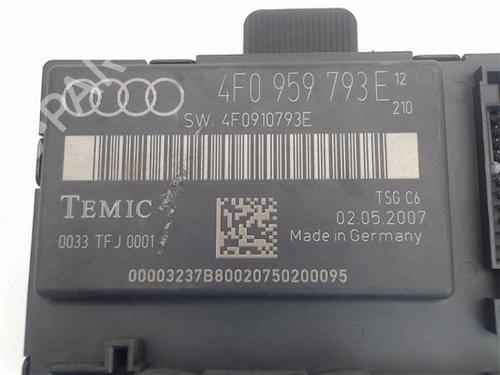 4F0 959 793E 12
210
SW: 4F0910793E
TEMIC
TSG C6
02.05.2007
0033 TFJ 0001
Made in Germany
00003237B80020750200095